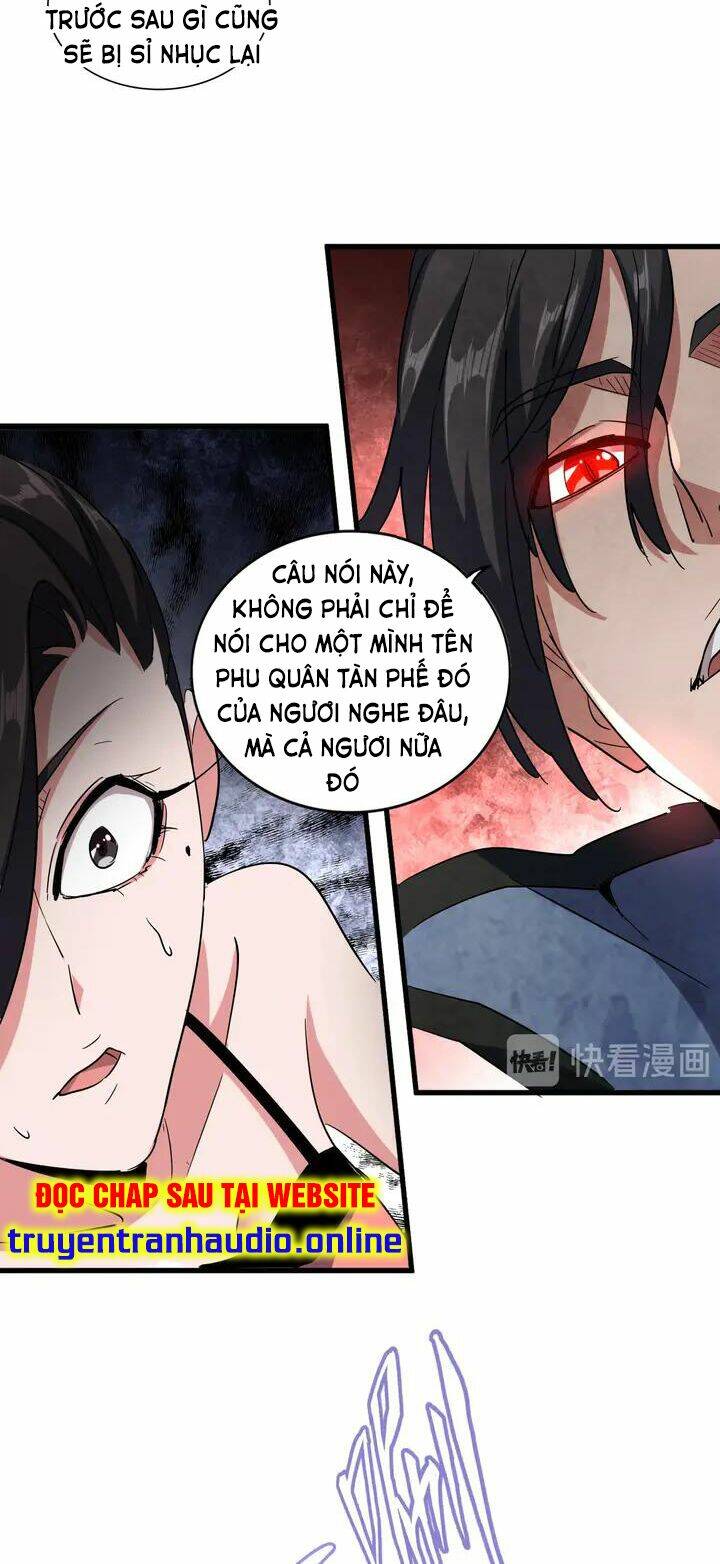 TRƯỚC SAU GÌ CŨNG
SẼ BỊ SỈ NHỤC LẠI
CÂU NÓI NÀY,
KHÔNG PHẢI CHỈ ĐỂ
NÓI CHO MỘT MÌNH TÊN
PHU QUÂN TÀN PHẾ ĐÓ
CỦA NGƯƠI NGHE ĐÂU,
MÀ CẢ NGƯƠI NỮA
ĐÓ
快看!
快看漫画
ĐỌC CHAP SAU TẠI WEBSITE
truyentranhaudio.online